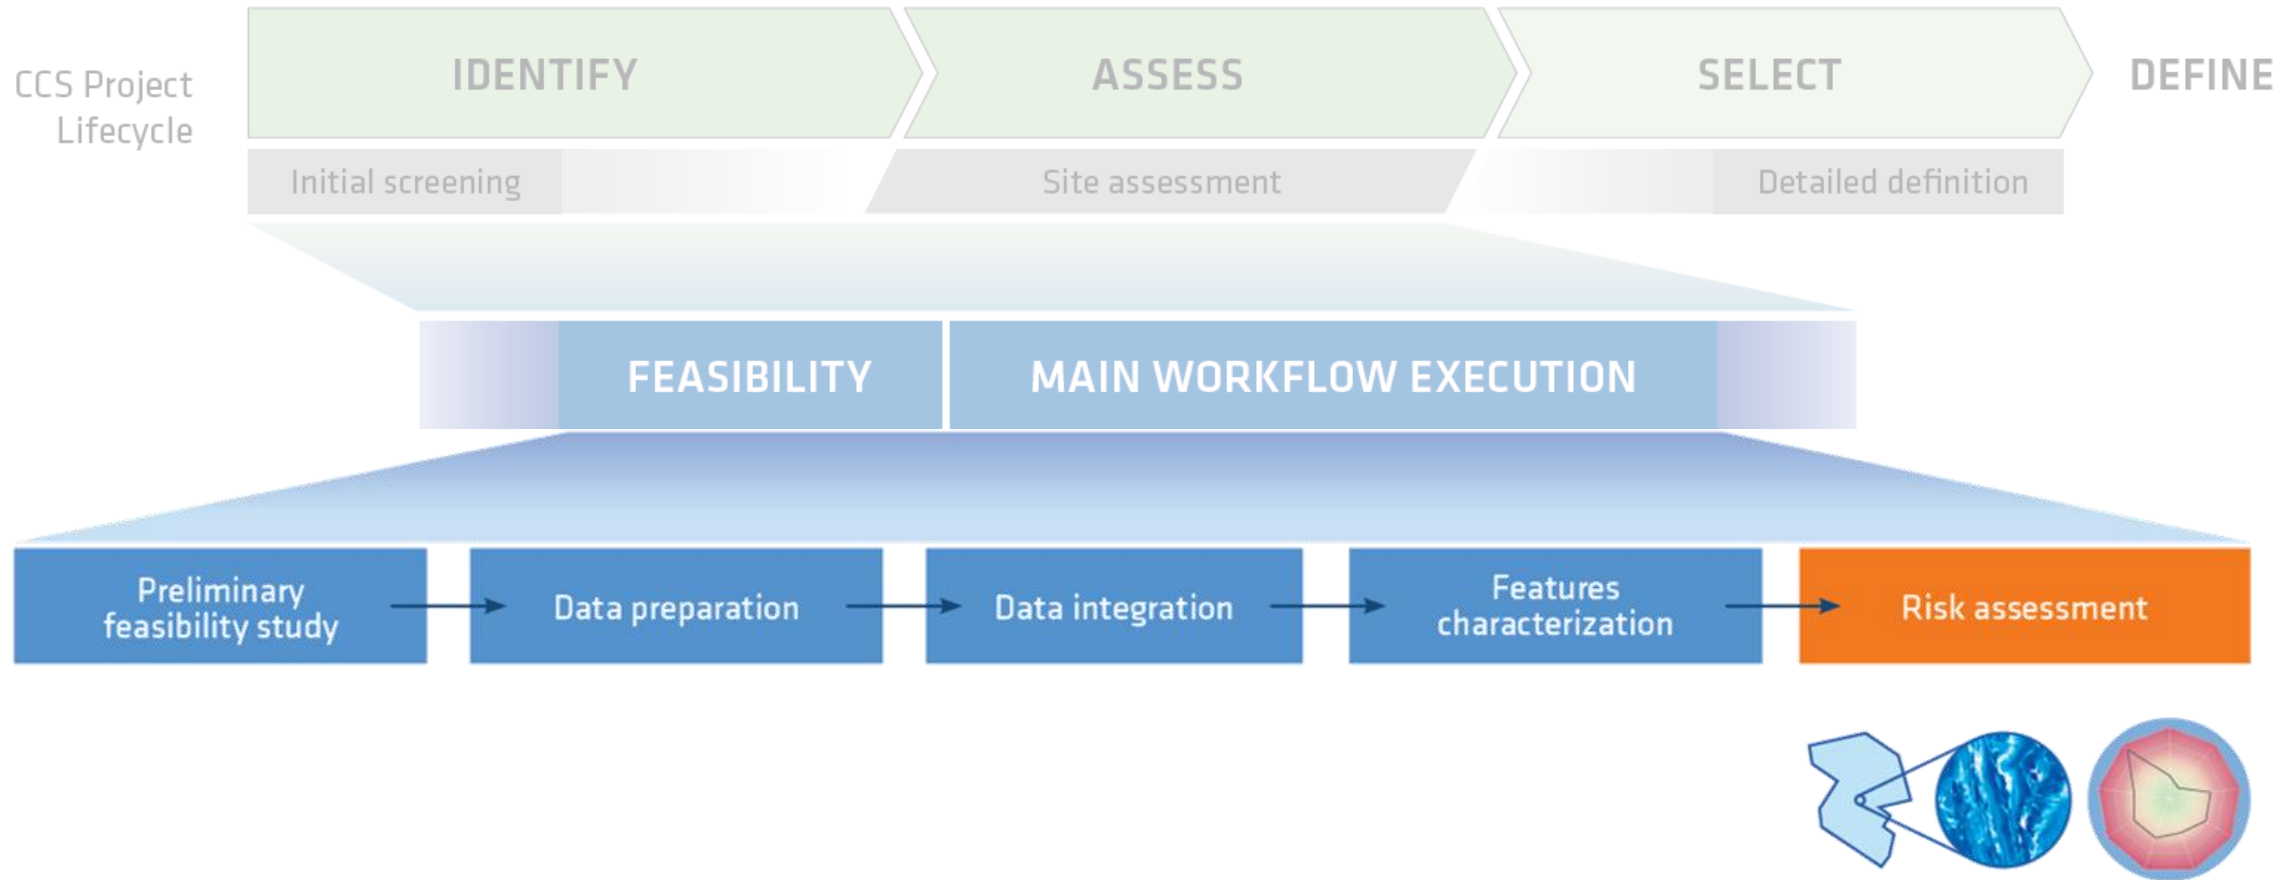 CCS Project
Lifecycle
IDENTIFY
ASSESS
SELECT
DEFINE
Initial screening
Site assessment
Detailed definition
FEASIBILITY
MAIN WORKFLOW EXECUTION
Preliminary
feasibility study
Data preparation
Data integration
Features
characterization
Risk assessment